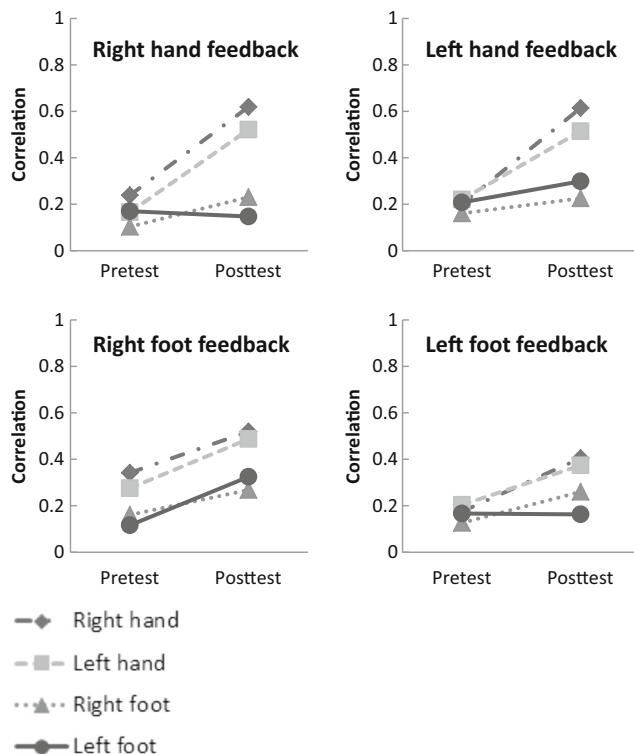 Right hand feedback
Correlation
1
0.8
0.6
0.4
0.2
0
Pretest Posttest
Left hand feedback
Correlation
1
0.8
0.6
0.4
0.2
0
Pretest Posttest
Right foot feedback
Correlation
1
0.8
0.6
0.4
0.2
0
Pretest Posttest
Left foot feedback
Correlation
1
0.8
0.6
0.4
0.2
0
Pretest Posttest
Right hand
Left hand
Right foot
Left foot